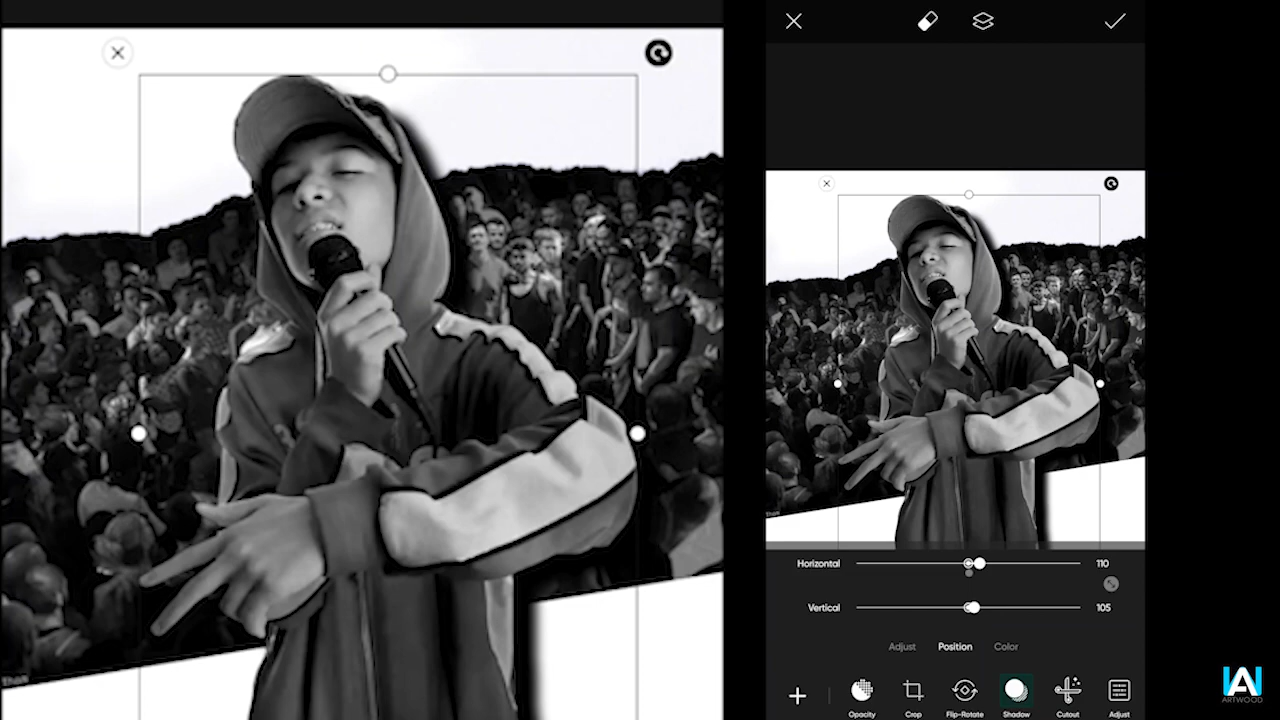 Horizontal 110
Vertical 105
Adjust Position Color
Opacity Crop Flip-Rotate Shadow Cutout Adjust
ARTWOOD